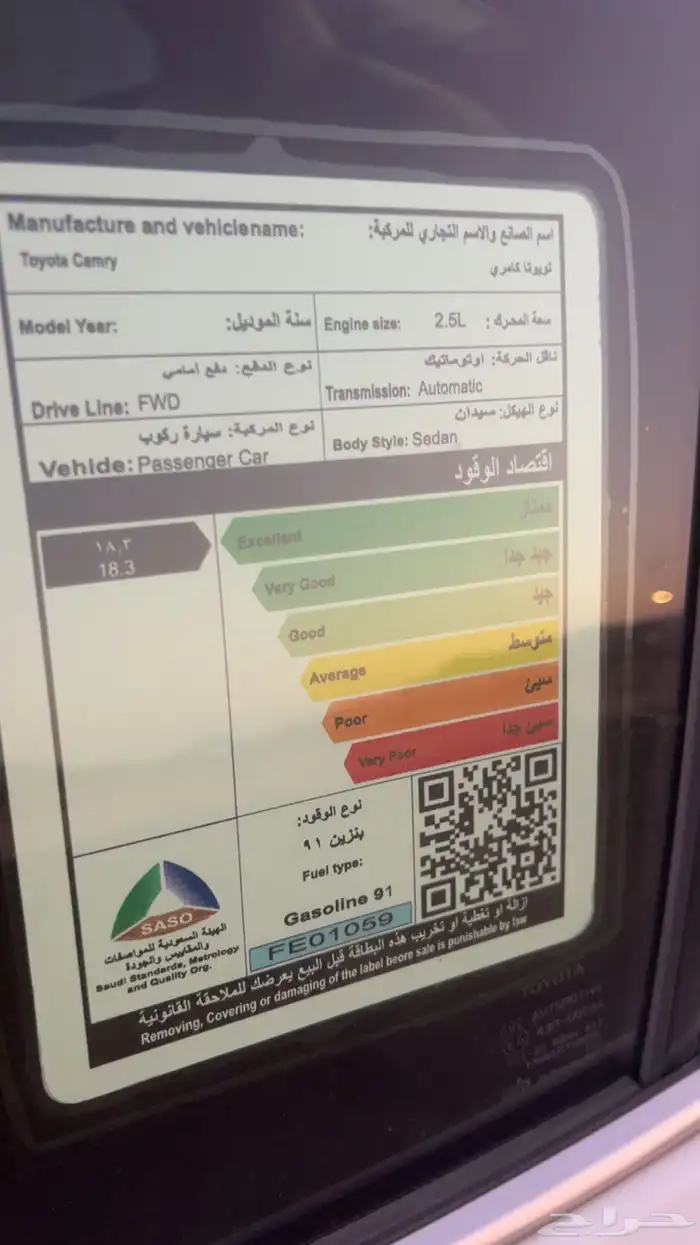 Manufacture and vehiclename: اسم الصانع والاسم التجاري للمركبة:
Toyota Camry تويوتا كامري
Model Year: سنة الموديل:
Engine size: 2.5L سعة المحرك:
نوع الدفع: دفع أمامي
Drive Line: FWD
ناقل الحركة: اوتوماتيك
Transmission: Automatic
نوع المركبة: سيارة ركوب
Vehicle: Passenger Car
نوع الهيكل: سيدان
Body Style: Sedan
اقتصاد الوقود
١٨,٣
18.3
Excellent ممتاز
Very Good جيد جدا
Good جيد
Average متوسط
Poor سيئ
Very Poor سيئ جدا
نوع الوقود:
بنزين ٩١
Fuel type:
Gasoline 91
FE01059
SASO
الهيئة السعودية للمواصفات
والمقاييس والجودة
Saudi Standards, Metrology
and Quality Org.
ازالة او تغطية او تخريب هذه البطاقة قبل البيع يعرضك للملاحقة القانونية
Removing, Covering or damaging of the label beore sale is punishable by law
TOYOTA
حراج